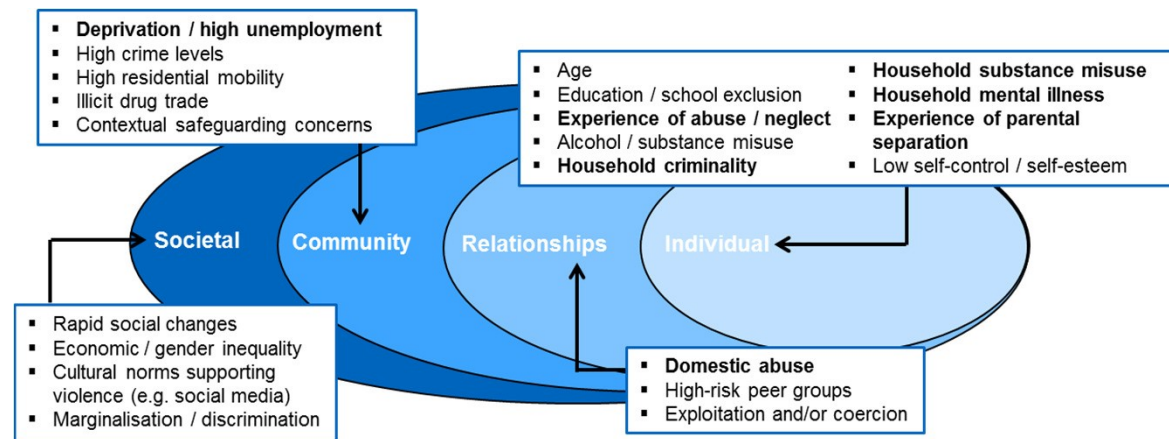 ▪ Deprivation / high unemployment
▪ High crime levels
▪ High residential mobility
▪ Illicit drug trade
▪ Contextual safeguarding concerns
▪ Age
▪ Education / school exclusion
▪ Experience of abuse / neglect
▪ Alcohol / substance misuse
▪ Household criminality
▪ Household substance misuse
▪ Household mental illness
▪ Experience of parental
separation
▪ Low self-control / self-esteem
Societal
Community
Relationships
Individual
▪ Rapid social changes
▪ Economic / gender inequality
▪ Cultural norms supporting
violence (e.g. social media)
▪ Marginalisation / discrimination
▪ Domestic abuse
▪ High-risk peer groups
▪ Exploitation and/or coercion